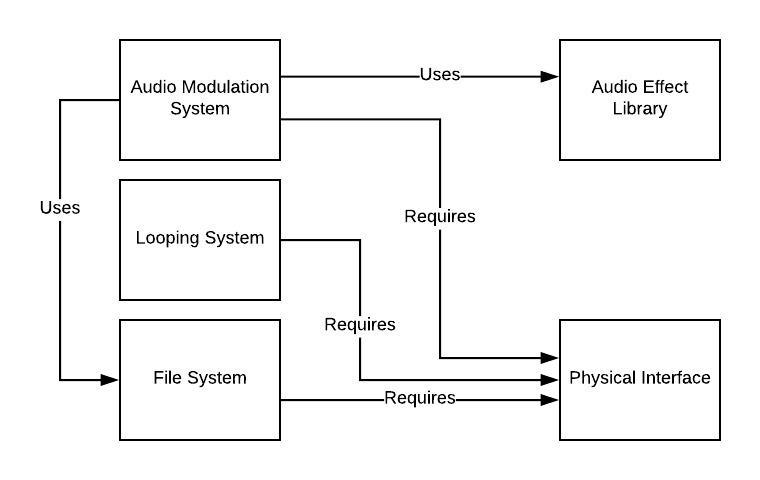 Audio Modulation
System
Uses
Audio Effect
Library
Uses
Requires
Looping System
Requires
File System
Requires
Physical Interface